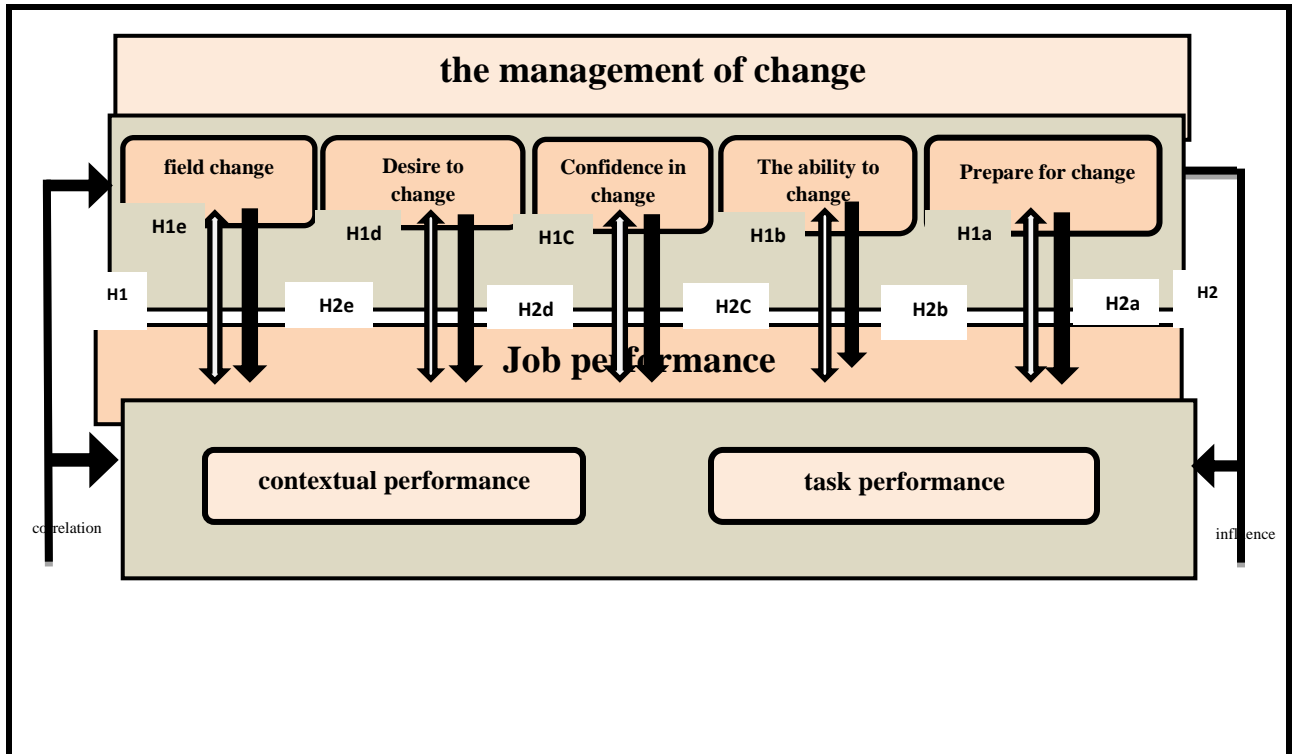 the management of change
field change
Desire to
change
Confidence in
change
The ability to
change
Prepare for change
H1e
H1d
H1C
H1b
H1a
H1
H2e
H2d
H2C
H2b
H2a
H2
Job performance
contextual performance
task performance
correlation
influence